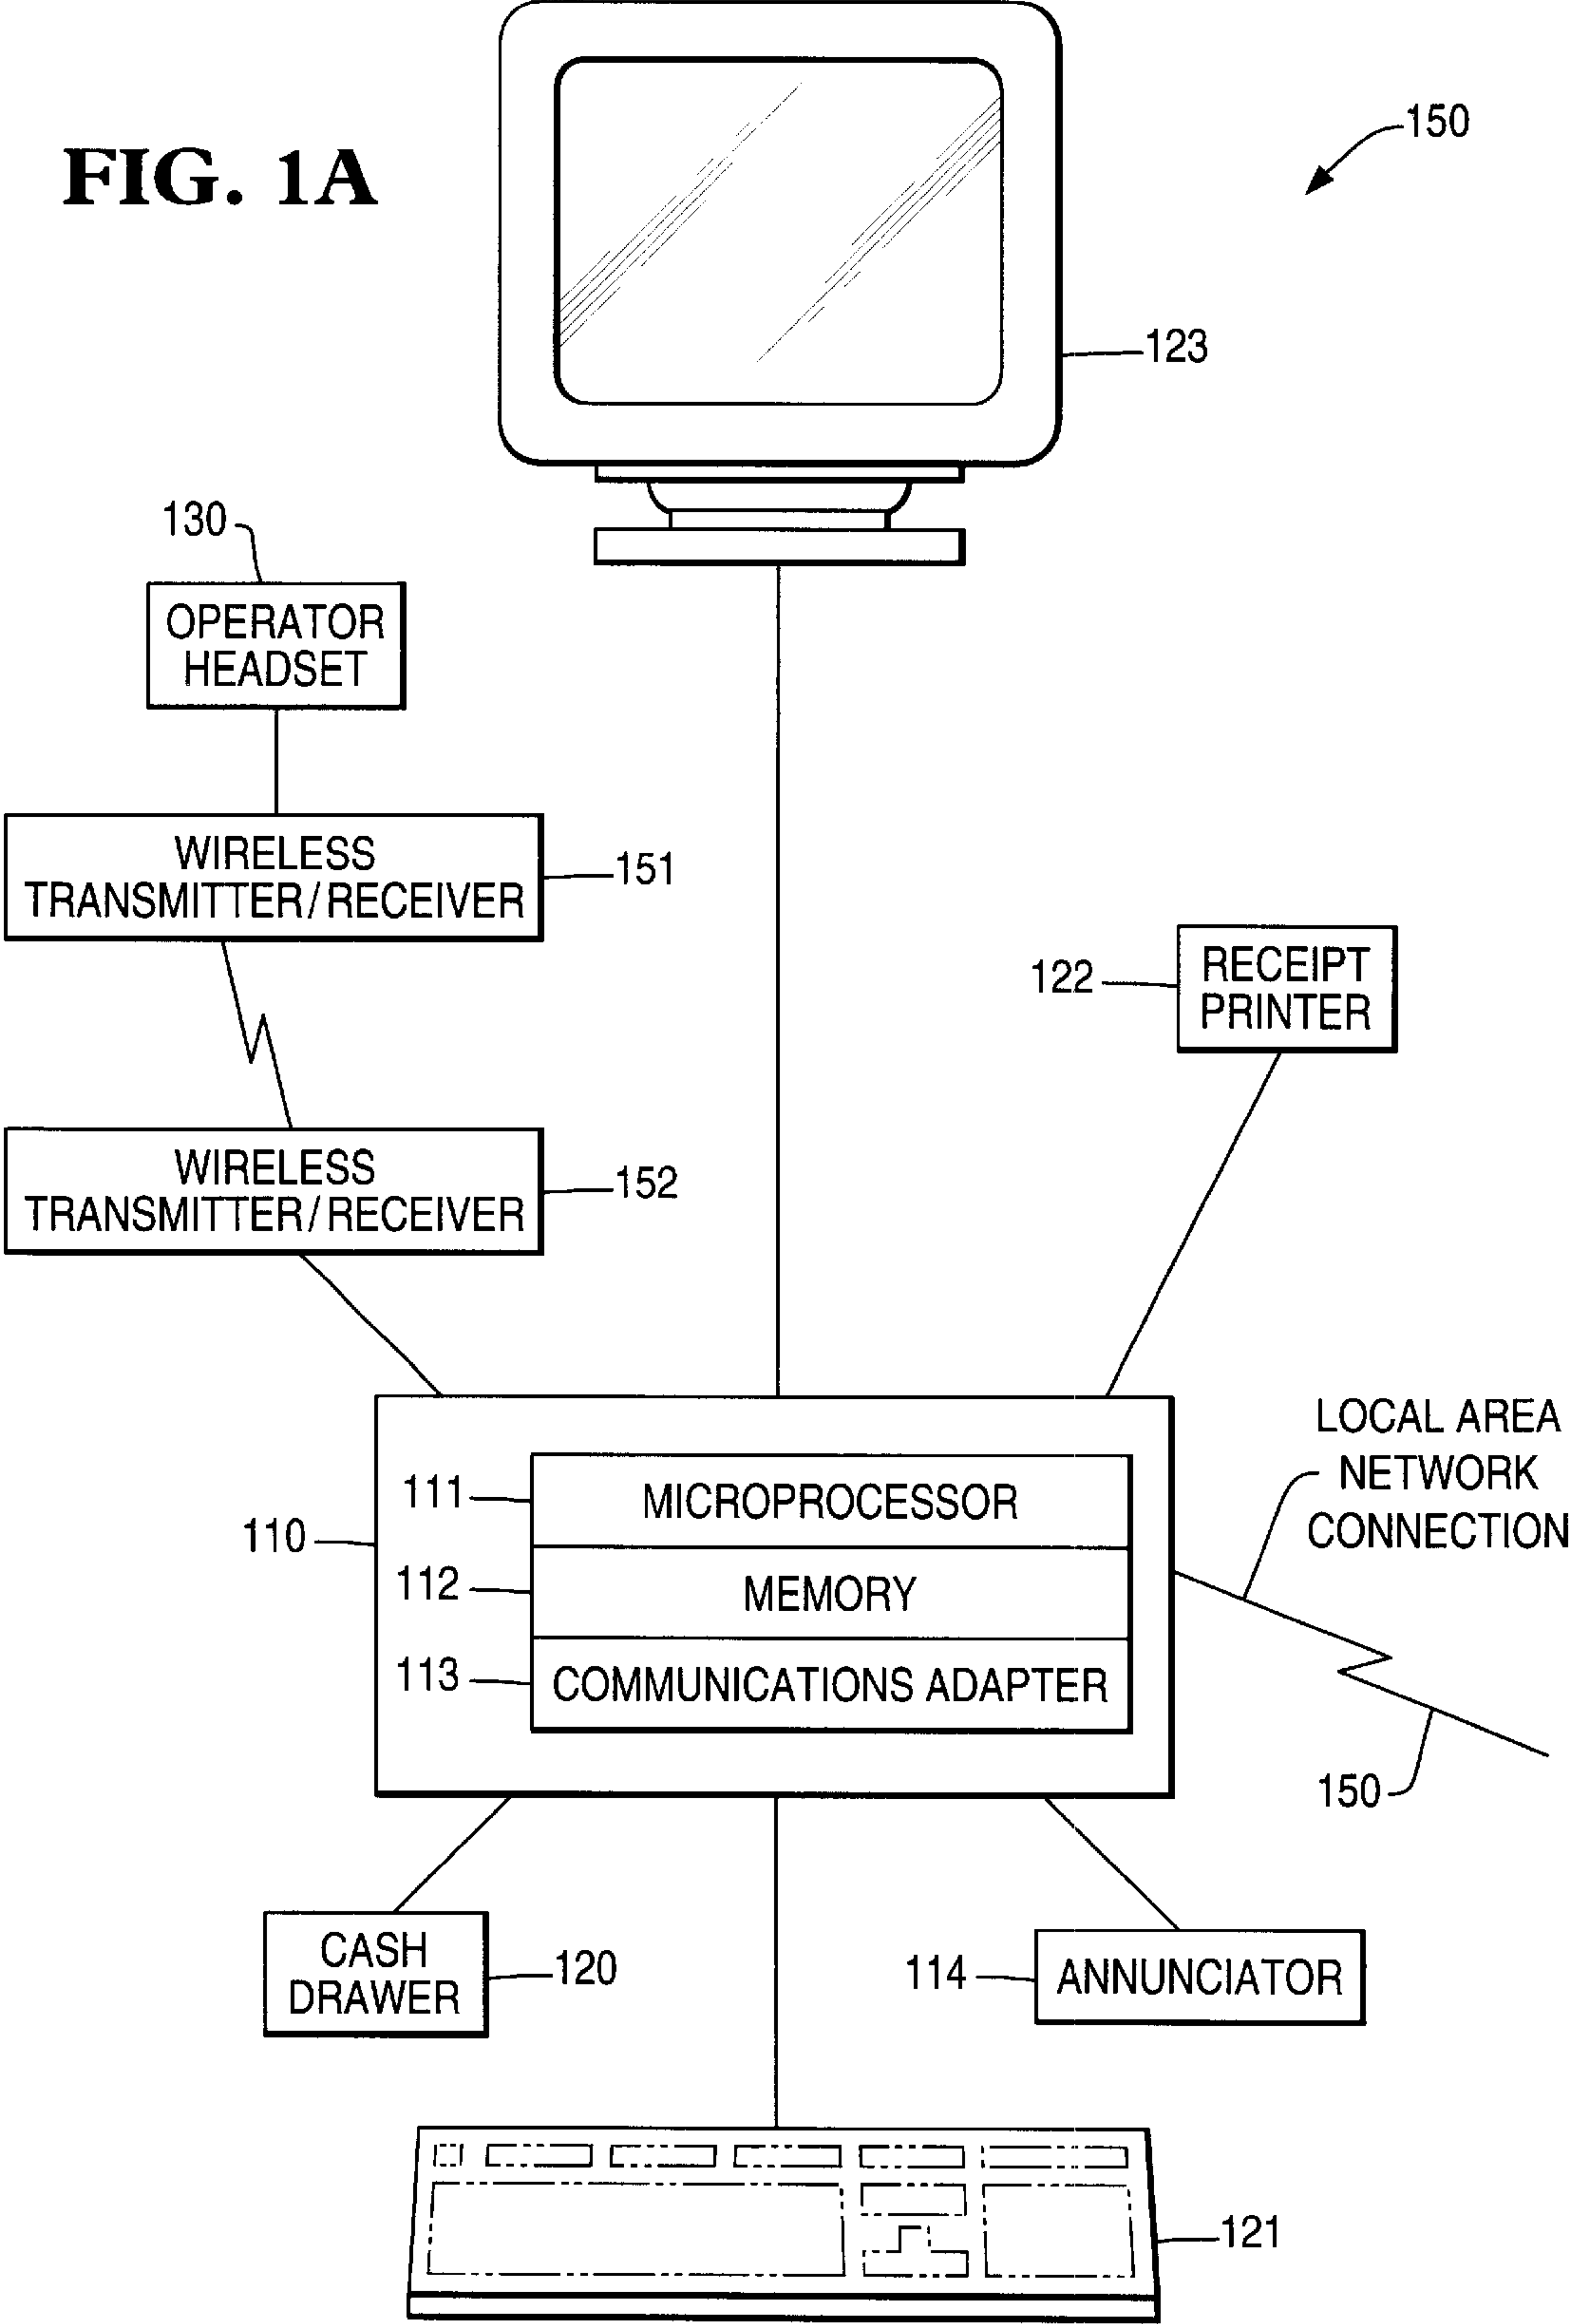 FIG. 1A
150
123
130
OPERATOR
HEADSET
WIRELESS
TRANSMITTER/RECEIVER
151
122
RECEIPT
PRINTER
WIRELESS
TRANSMITTER/RECEIVER
152
LOCAL AREA
NETWORK
CONNECTION
110
111
MICROPROCESSOR
112
MEMORY
113
COMMUNICATIONS ADAPTER
150
CASH
DRAWER
120
114
ANNUNCIATOR
121